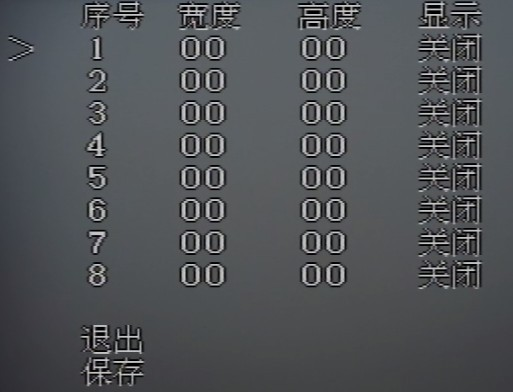 序号 宽度 高度 显示
> 1 00 00 关闭
2 00 00 关闭
3 00 00 关闭
4 00 00 关闭
5 00 00 关闭
6 00 00 关闭
7 00 00 关闭
8 00 00 关闭
退出
保存